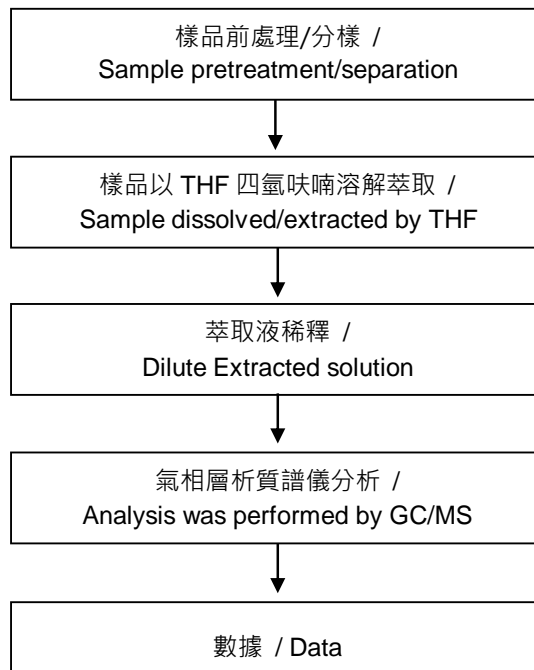 樣品前處理/分樣 /
Sample pretreatment/separation
樣品以 THF 四氫呋喃溶解萃取 /
Sample dissolved/extracted by THF
萃取液稀釋 /
Dilute Extracted solution
氣相層析質譜儀分析 /
Analysis was performed by GC/MS
數據 / Data